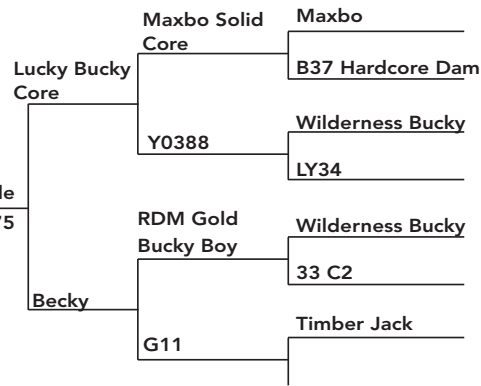 Maxbo Solid
Core
Maxbo
B37 Hardcore Dam
Lucky Bucky
Core
Y0388
Wilderness Bucky
LY34
RDM Gold
Bucky Boy
Wilderness Bucky
33 C2
Becky
G11
Timber Jack